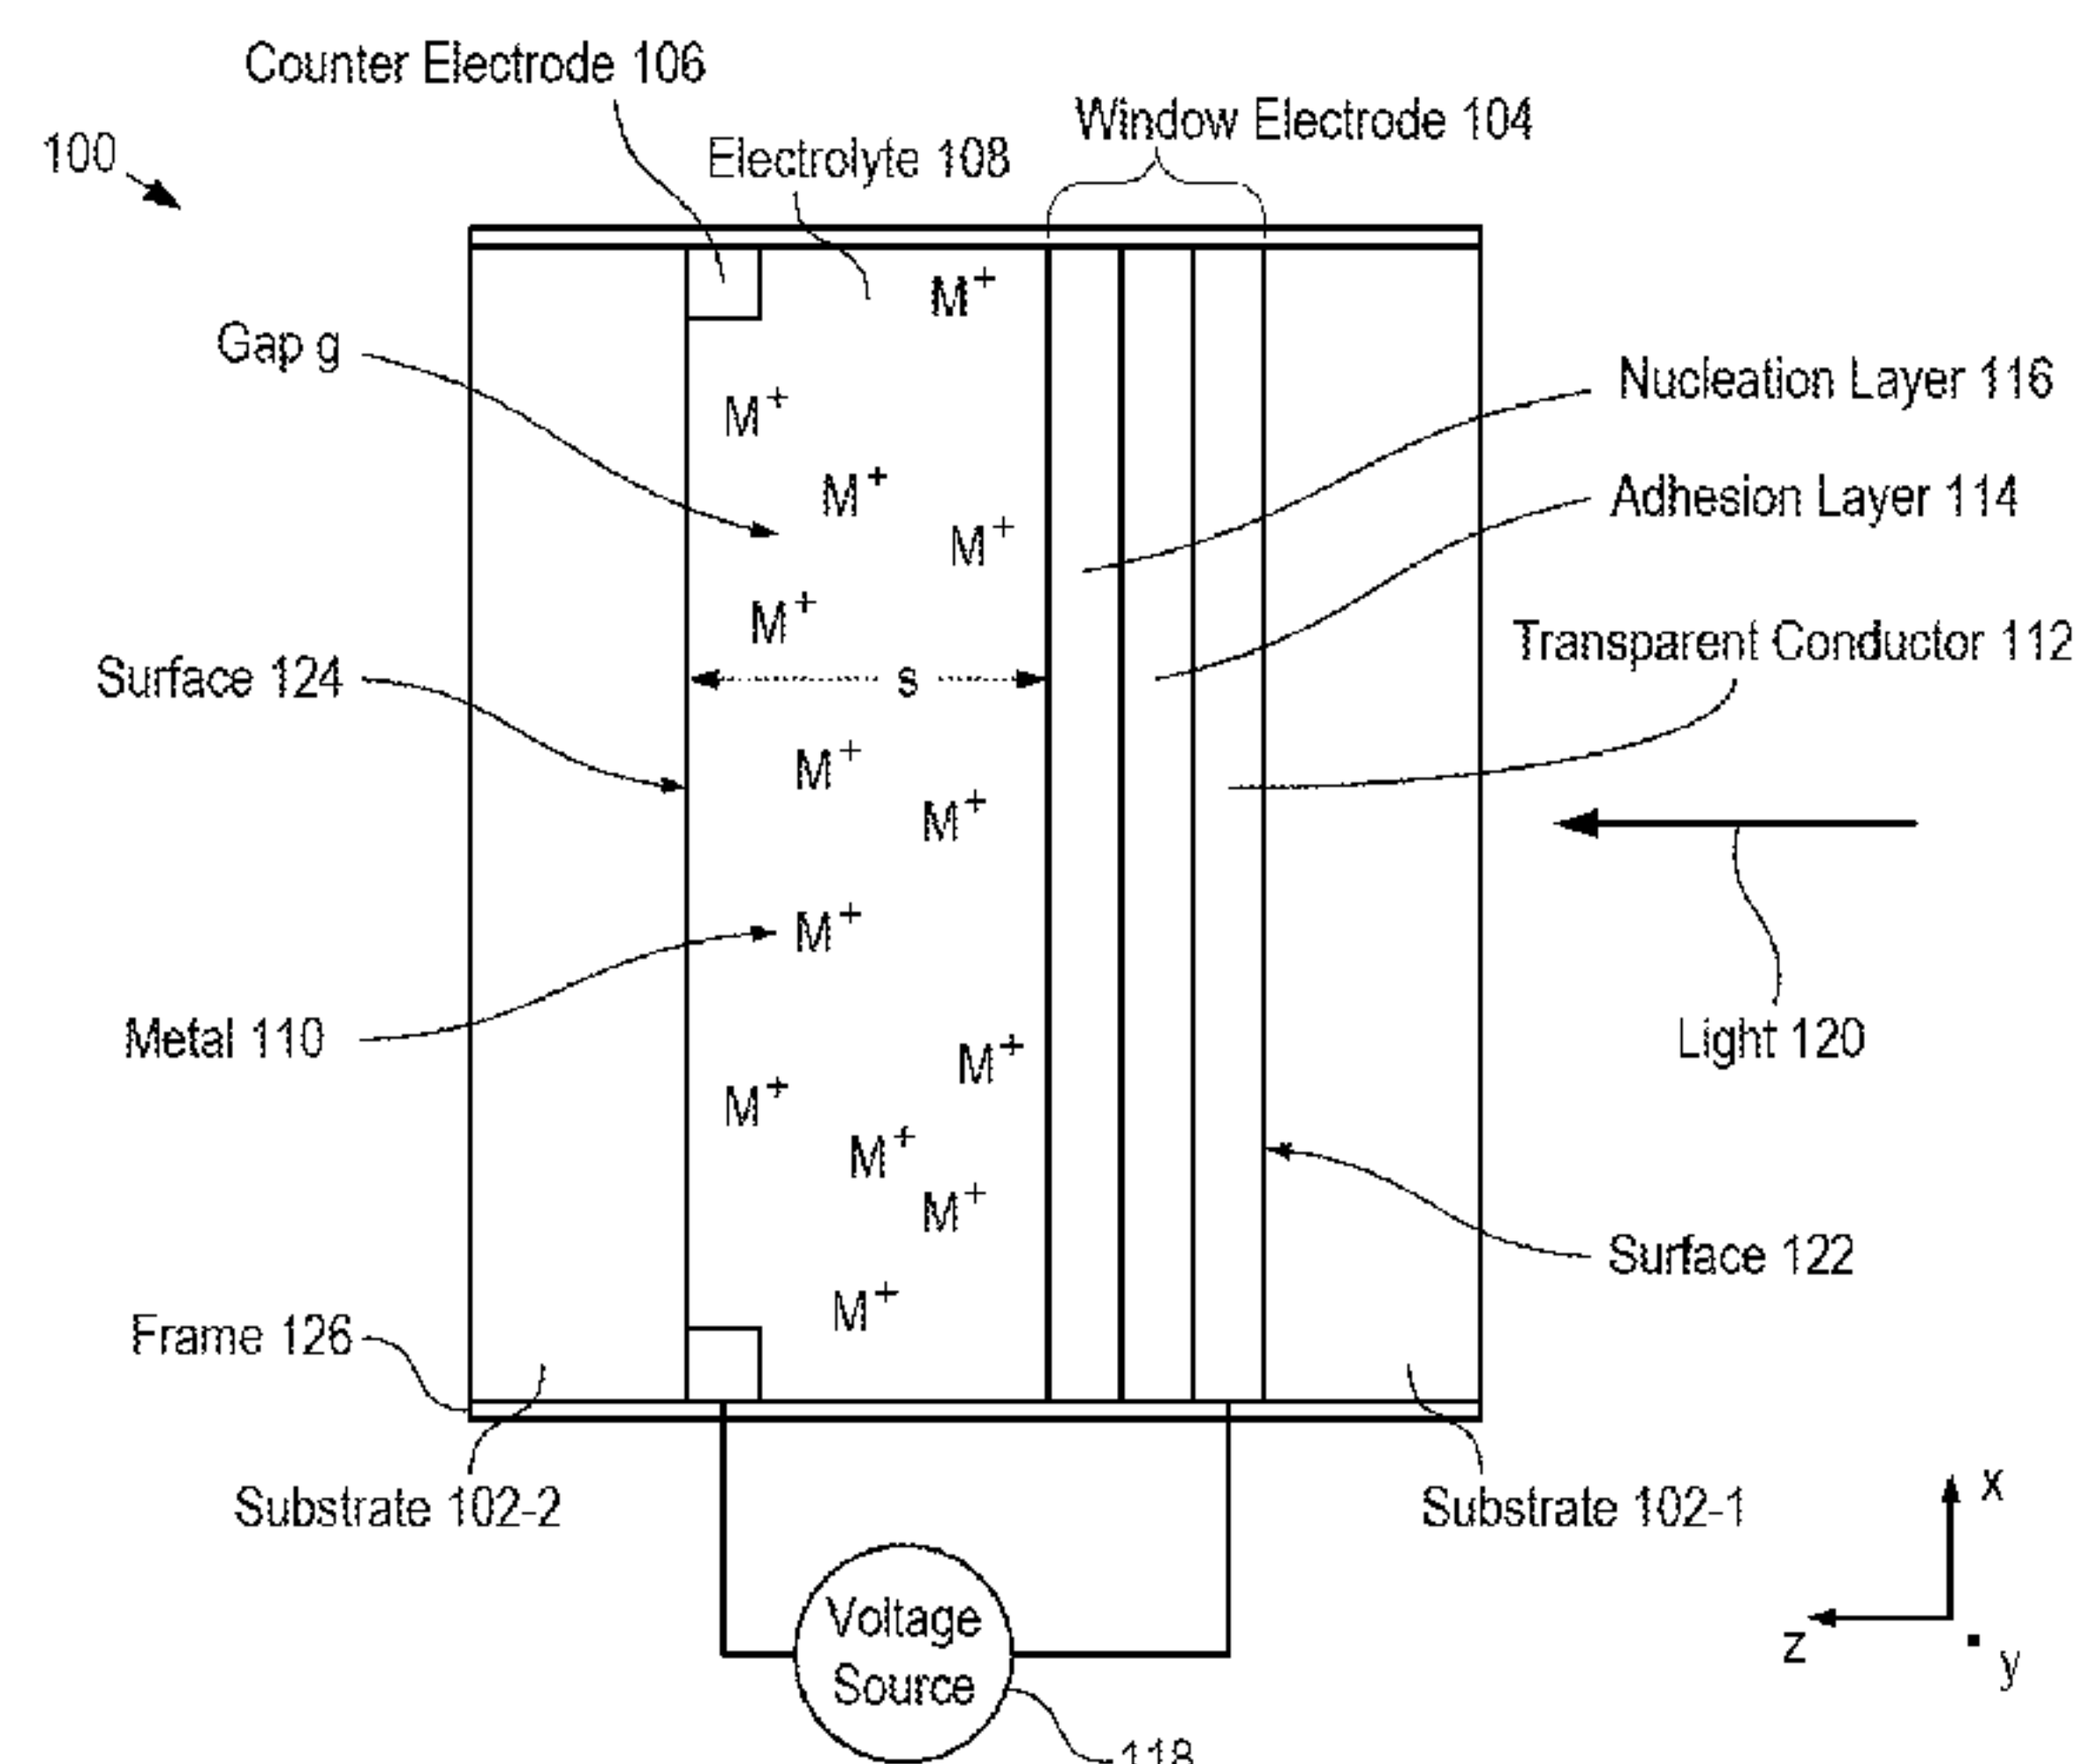 Counter Electrode 106
Window Electrode 104
100
Electrolyte 108
M+
Gap g
Nucleation Layer 116
M+
M+
Adhesion Layer 114
M+
M+
Transparent Conductor 112
Surface 124
s
M+
M+
M+
Metal 110
Light 120
M+
M+
M+
M+
Surface 122
M+
Frame 126
Substrate 102-2
Substrate 102-1
x
Voltage
Source
z
y
118